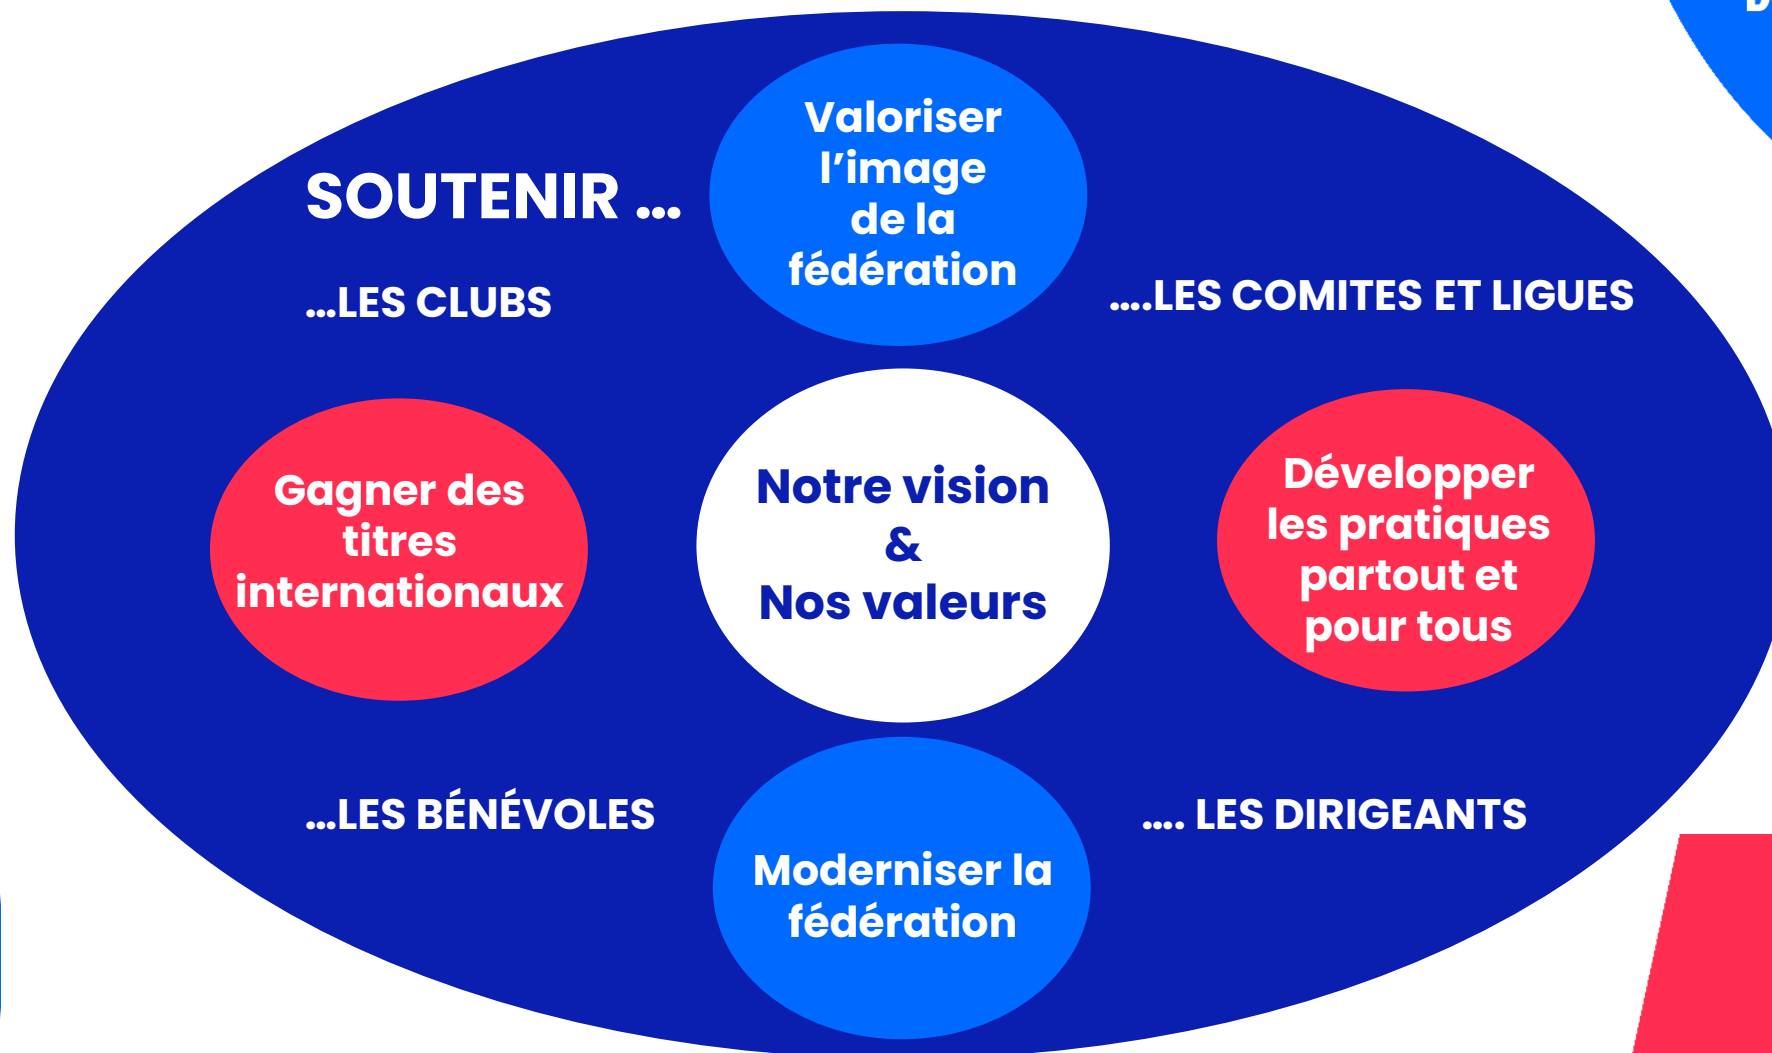 Valoriser
l’image
de la
fédération
SOUTENIR ...
...LES CLUBS
....LES COMITES ET LIGUES
Gagner des
titres
internationaux
Notre vision
&
Nos valeurs
Développer
les pratiques
partout et
pour tous
...LES BÉNÉVOLES
.... LES DIRIGEANTS
Moderniser la
fédération